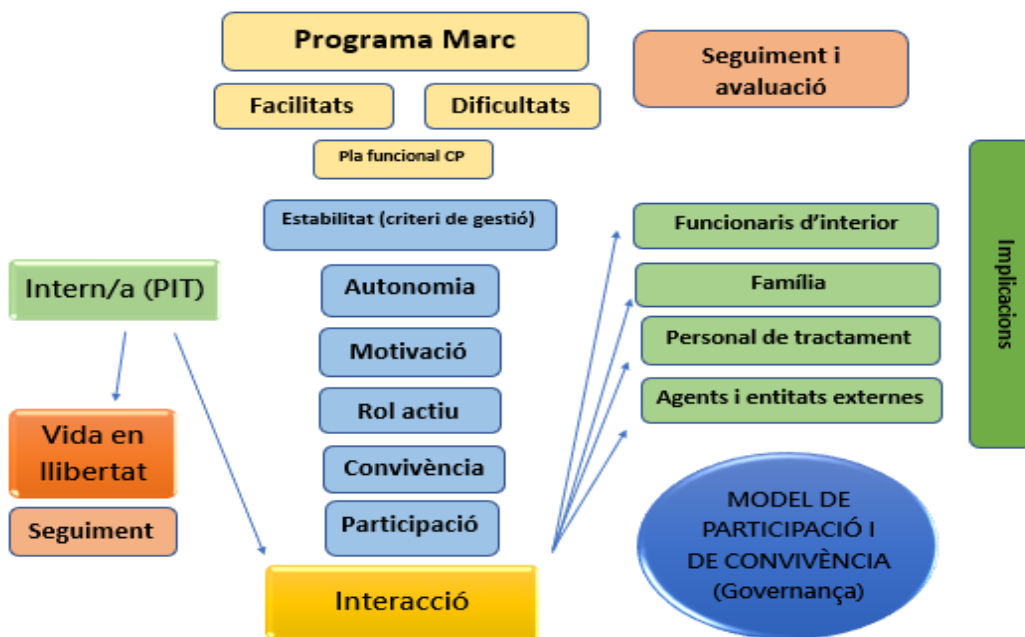 Programa Marc
Seguiment i
avaluació
Facilitats
Dificultats
Pla funcional CP
Estabilitat (criteri de gestió)
Funcionaris d’interior
Intern/a (PIT)
Autonomia
Família
Implicacions
Motivació
Personal de tractament
Rol actiu
Agents i entitats externes
Vida en
llibertat
Convivència
Seguiment
Participació
MODEL DE
PARTICIPACIÓ I
DE CONVIVÈNCIA
(Governança)
Interacció